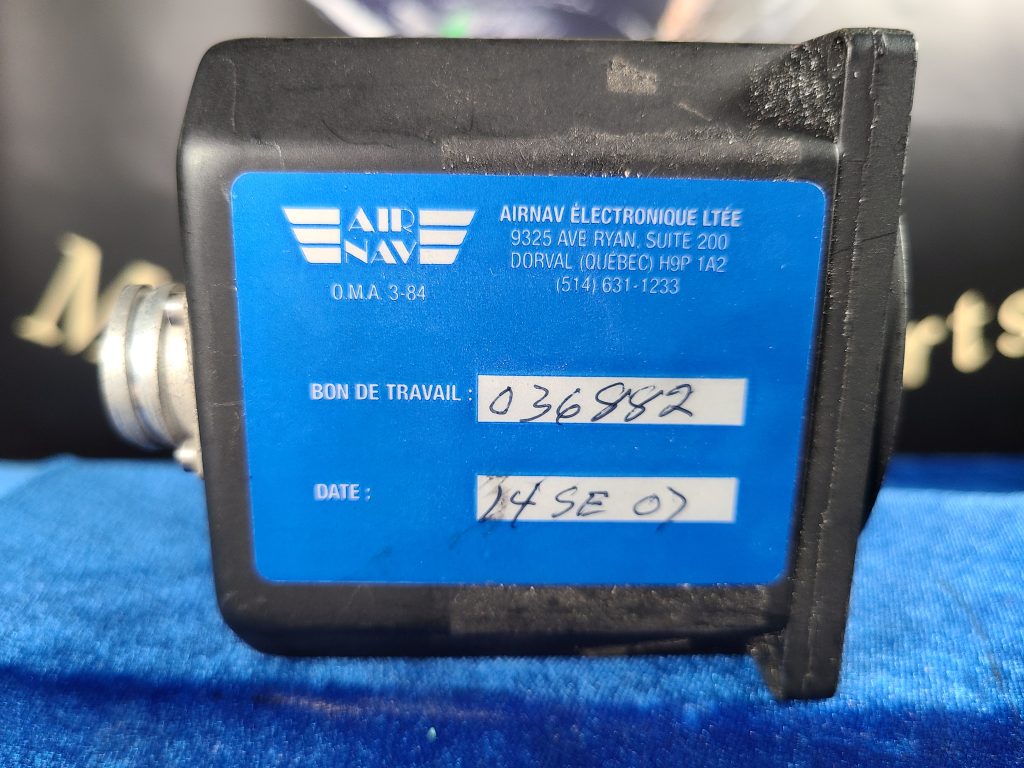 AIR
NAV
O.M.A. 3-84
AIRNAV ÉLECTRONIQUE LTÉE
9325 AVE RYAN, SUITE 200
DORVAL (QUÉBEC) H9P 1A2
(514) 631-1233
BON DE TRAVAIL : 036882
DATE : 14 SE 07